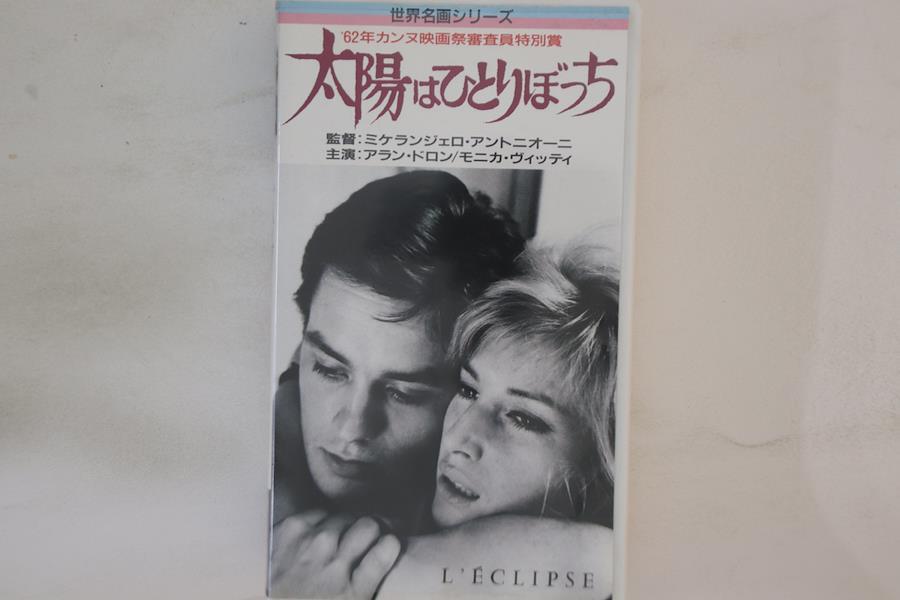 世界名画シリーズ
'62年カンヌ映画祭審査員特別賞
太陽はひとりぼっち
監督:ミケランジェロ・アントニオーニ
主演:アラン・ドロン/モニカ・ヴィッティ
L'ÉCLIPSE